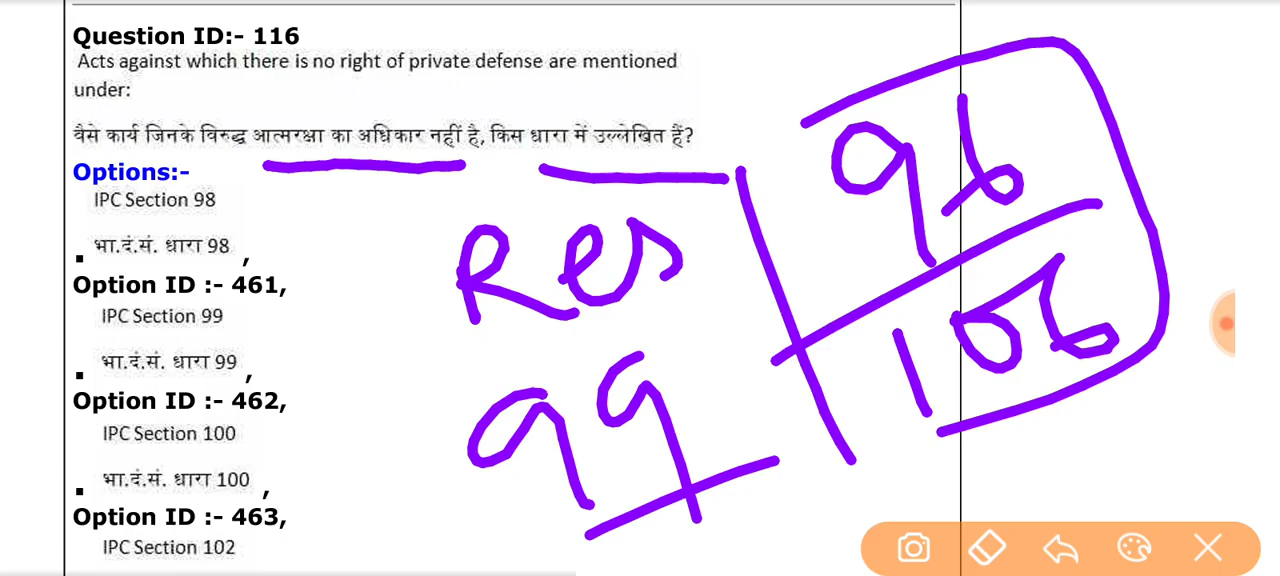 Question ID:- 116
Acts against which there is no right of private defense are mentioned
under:
वैसे कार्य जिनके विरुद्ध आत्मरक्षा का अधिकार नहीं है, किस धारा में उल्लेखित हैं?
Options:-
IPC Section 98
भा.दं.सं. धारा 98 ,
Option ID :- 461,
IPC Section 99
भा.दं.सं. धारा 99 ,
Option ID :- 462,
IPC Section 100
भा.दं.सं. धारा 100 ,
Option ID :- 463,
IPC Section 102
Res
99
96
106